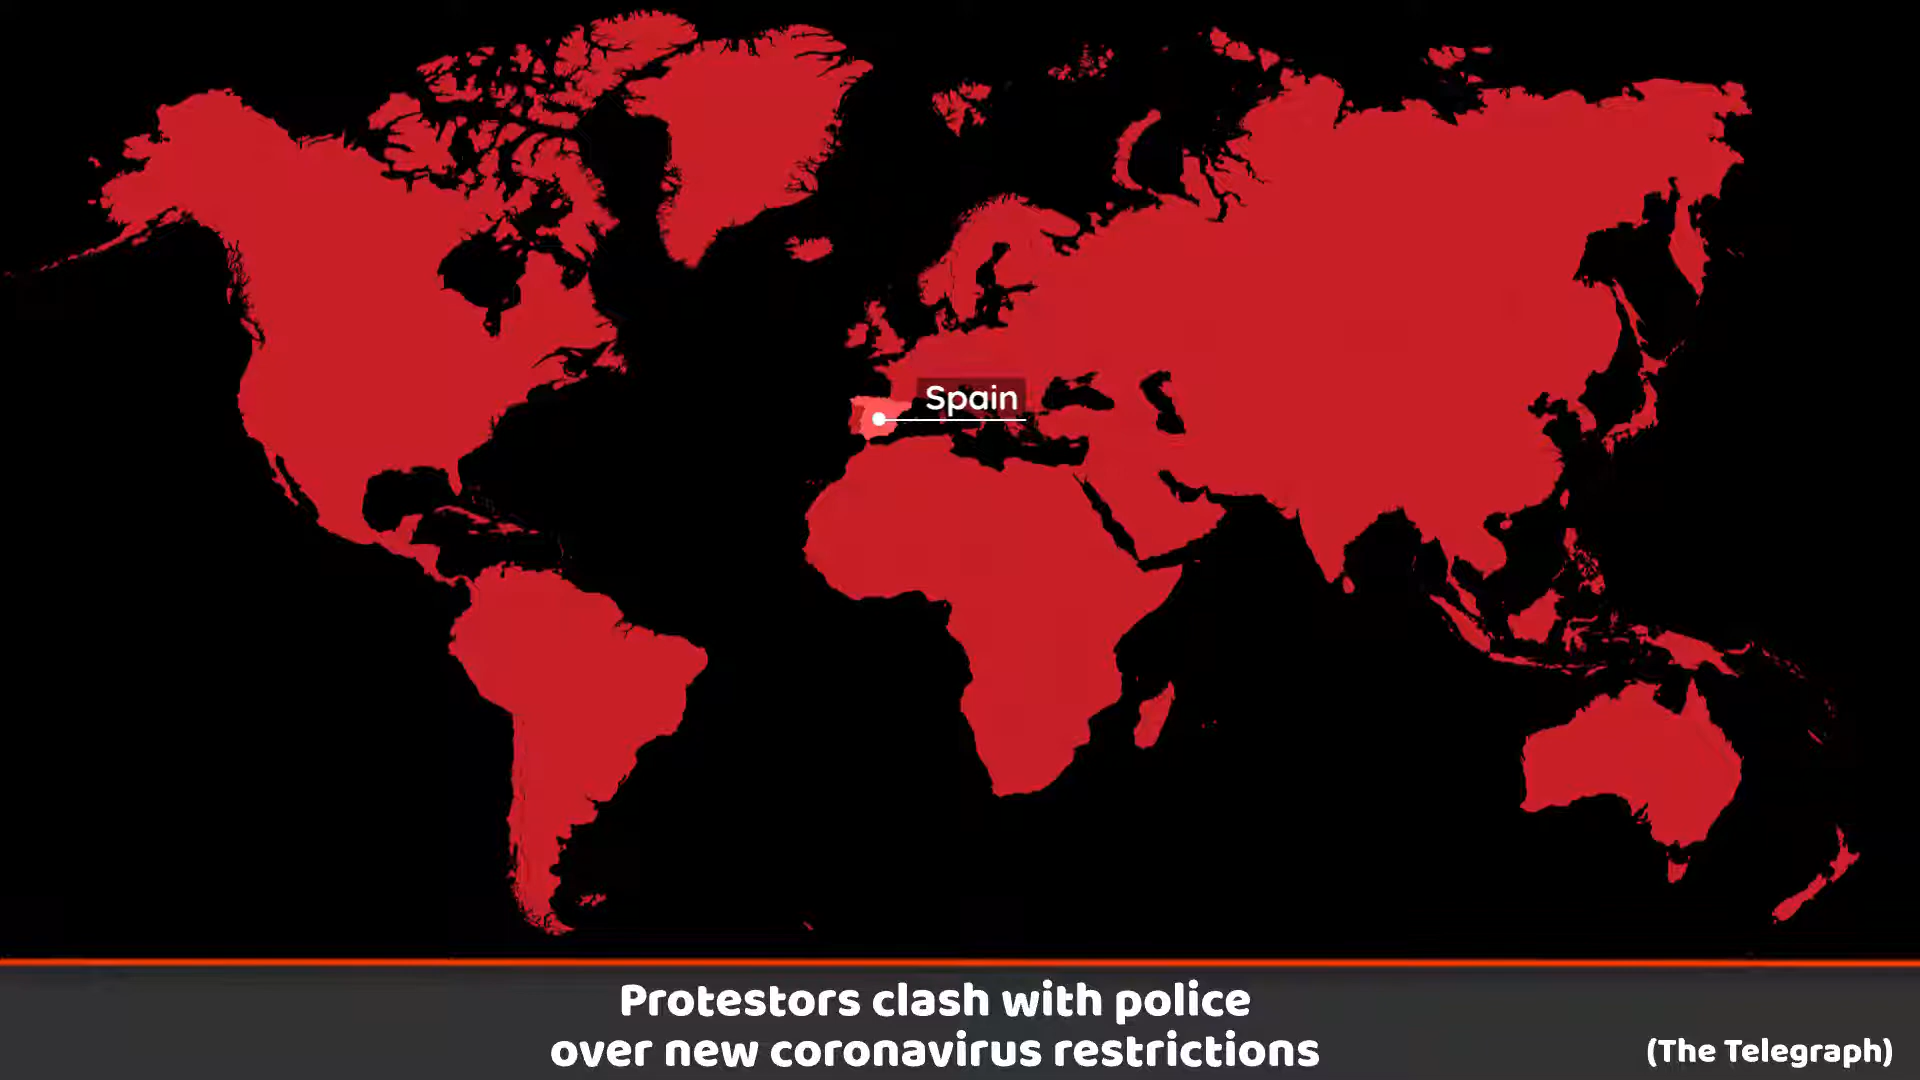 Spain
Protestors clash with police
over new coronavirus restrictions
(The Telegraph)